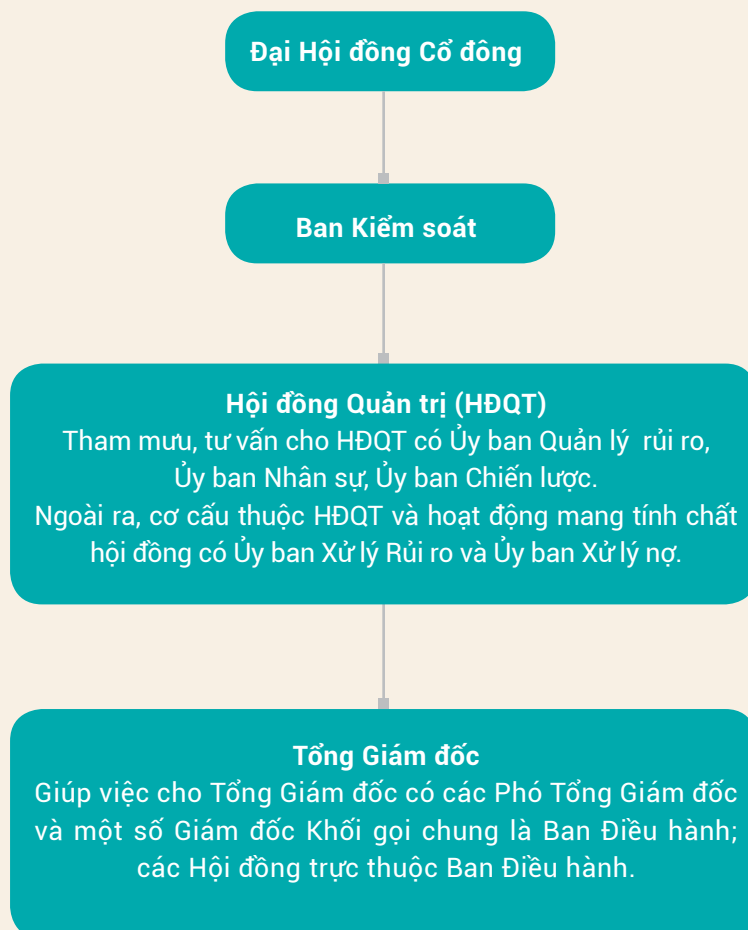 Đại Hội đồng Cổ đông
Ban Kiểm soát
Hội đồng Quản trị (HĐQT)
Tham mưu, tư vấn cho HĐQT có Ủy ban Quản lý rủi ro,
Ủy ban Nhân sự, Ủy ban Chiến lược.
Ngoài ra, cơ cấu thuộc HĐQT và hoạt động mang tính chất
hội đồng có Ủy ban Xử lý Rủi ro và Ủy ban Xử lý nợ.
Tổng Giám đốc
Giúp việc cho Tổng Giám đốc có các Phó Tổng Giám đốc
và một số Giám đốc Khối gọi chung là Ban Điều hành;
các Hội đồng trực thuộc Ban Điều hành.